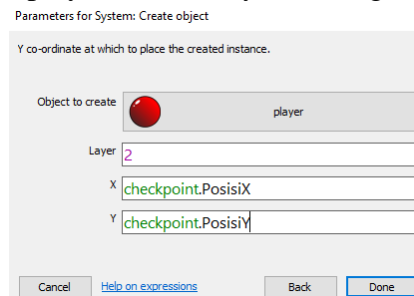 Parameters for System: Create object
Y co-ordinate at which to place the created instance.
Object to create player
Layer 2
X checkpoint.PosisiX
Y checkpoint.PosisiY
Cancel Help on expressions Back Done